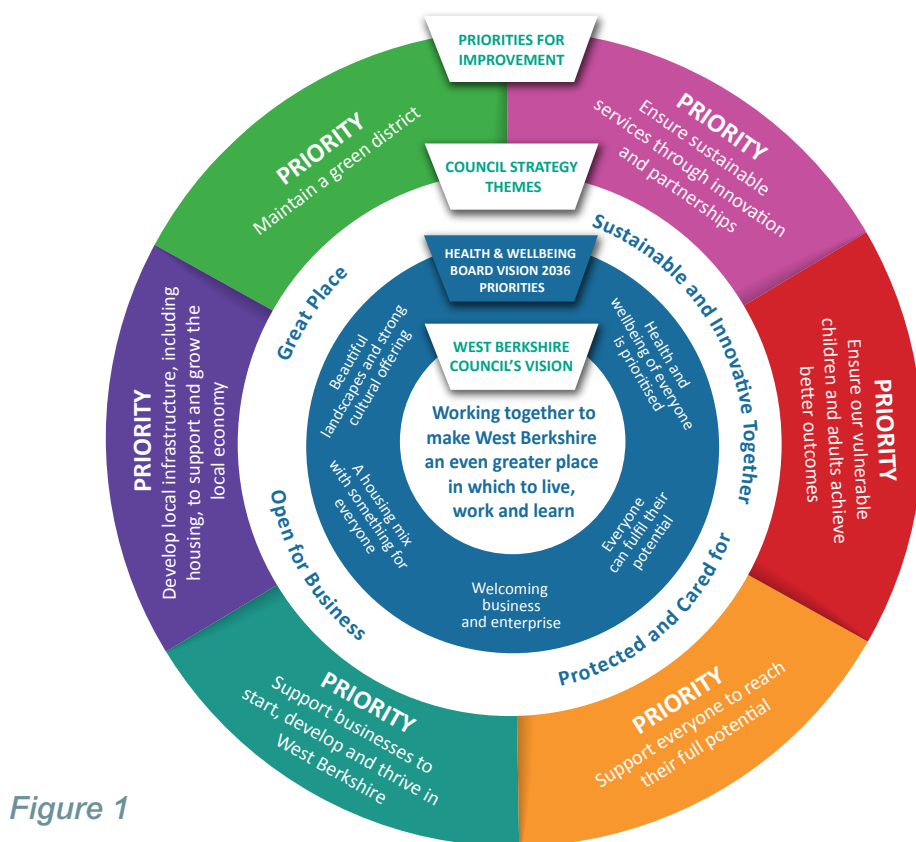 PRIORITIES FOR
IMPROVEMENT
PRIORITY
Ensure sustainable
services through innovation
and partnerships
PRIORITY
Ensure our vulnerable
children and adults achieve
better outcomes
PRIORITY
Support everyone to reach
their full potential
PRIORITY
Support businesses to
start, develop and thrive in
West Berkshire
PRIORITY
Develop local infrastructure, including
housing, to support and grow the
local economy
PRIORITY
Maintain a green district
COUNCIL STRATEGY
THEMES
Sustainable and Innovative Together
Protected and Cared for
Open for Business
Great Place
HEALTH & WELLBEING
BOARD VISION 2036
PRIORITIES
Health and
wellbeing of everyone
is prioritised
Everyone
can fulfil their
potential
Welcoming
business
and enterprise
A housing mix
with something for
everyone
Beautiful
landscapes and strong
cultural offering
WEST BERKSHIRE
COUNCIL'S VISION
Working together to
make West Berkshire
an even greater place
in which to live,
work and learn
Figure 1